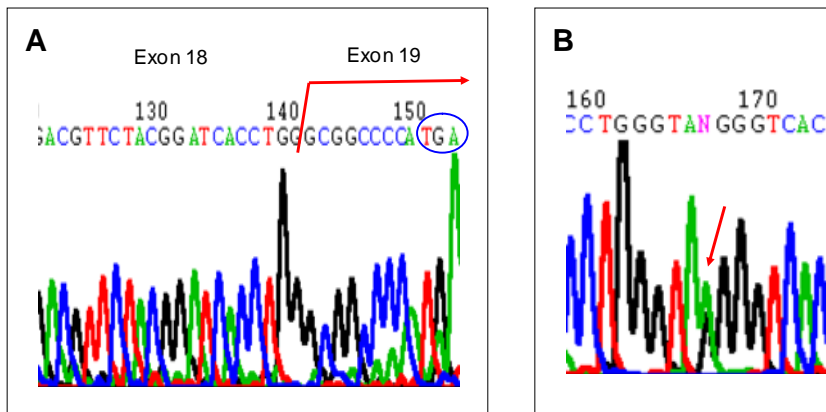 A
Exon 18
Exon 19
130 140 150
GACGTTCTACGGATCACCTGGGCGGCCCCATGA
B
160 170
CCTGGGTANGGGTCAC